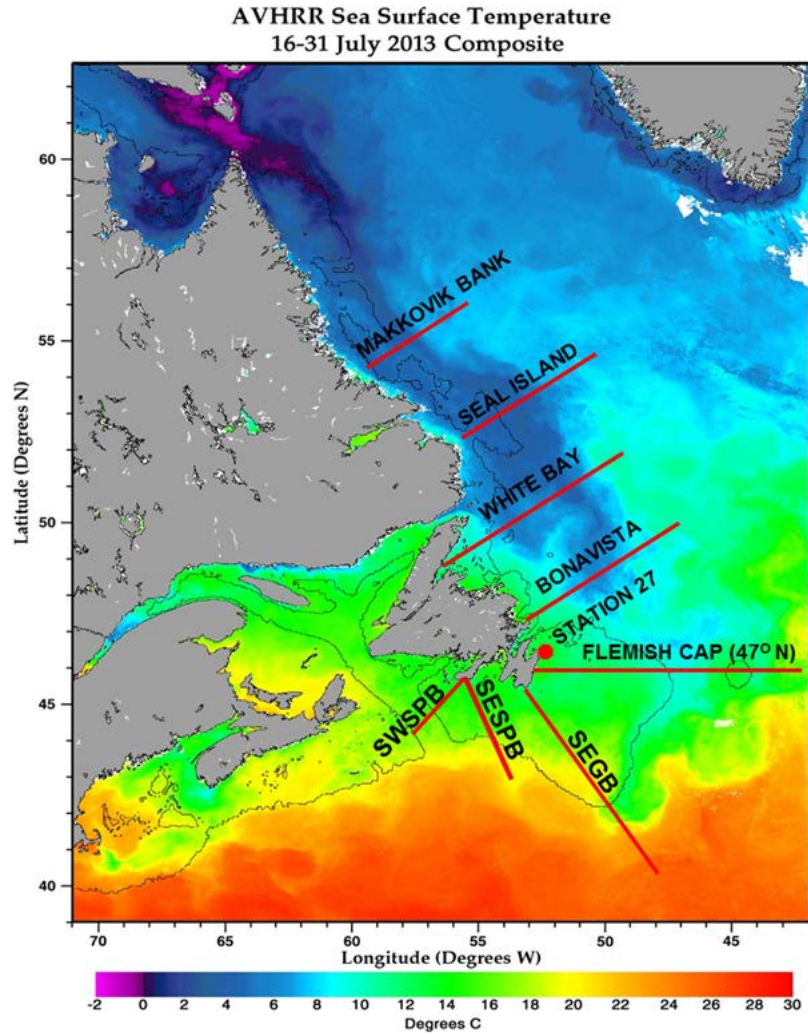 AVHRR Sea Surface Temperature
16-31 July 2013 Composite
60
55
50
45
40
Latitude (Degrees N)
MAKKOVIK BANK
SEAL ISLAND
WHITE BAY
BONAVISTA
STATION 27
FLEMISH CAP (47° N)
SWSPB
SESPB
SEGB
70 65 60 55 50 45
Longitude (Degrees W)
-2 0 2 4 6 8 10 12 14 16 18 20 22 24 26 28 30
Degrees C